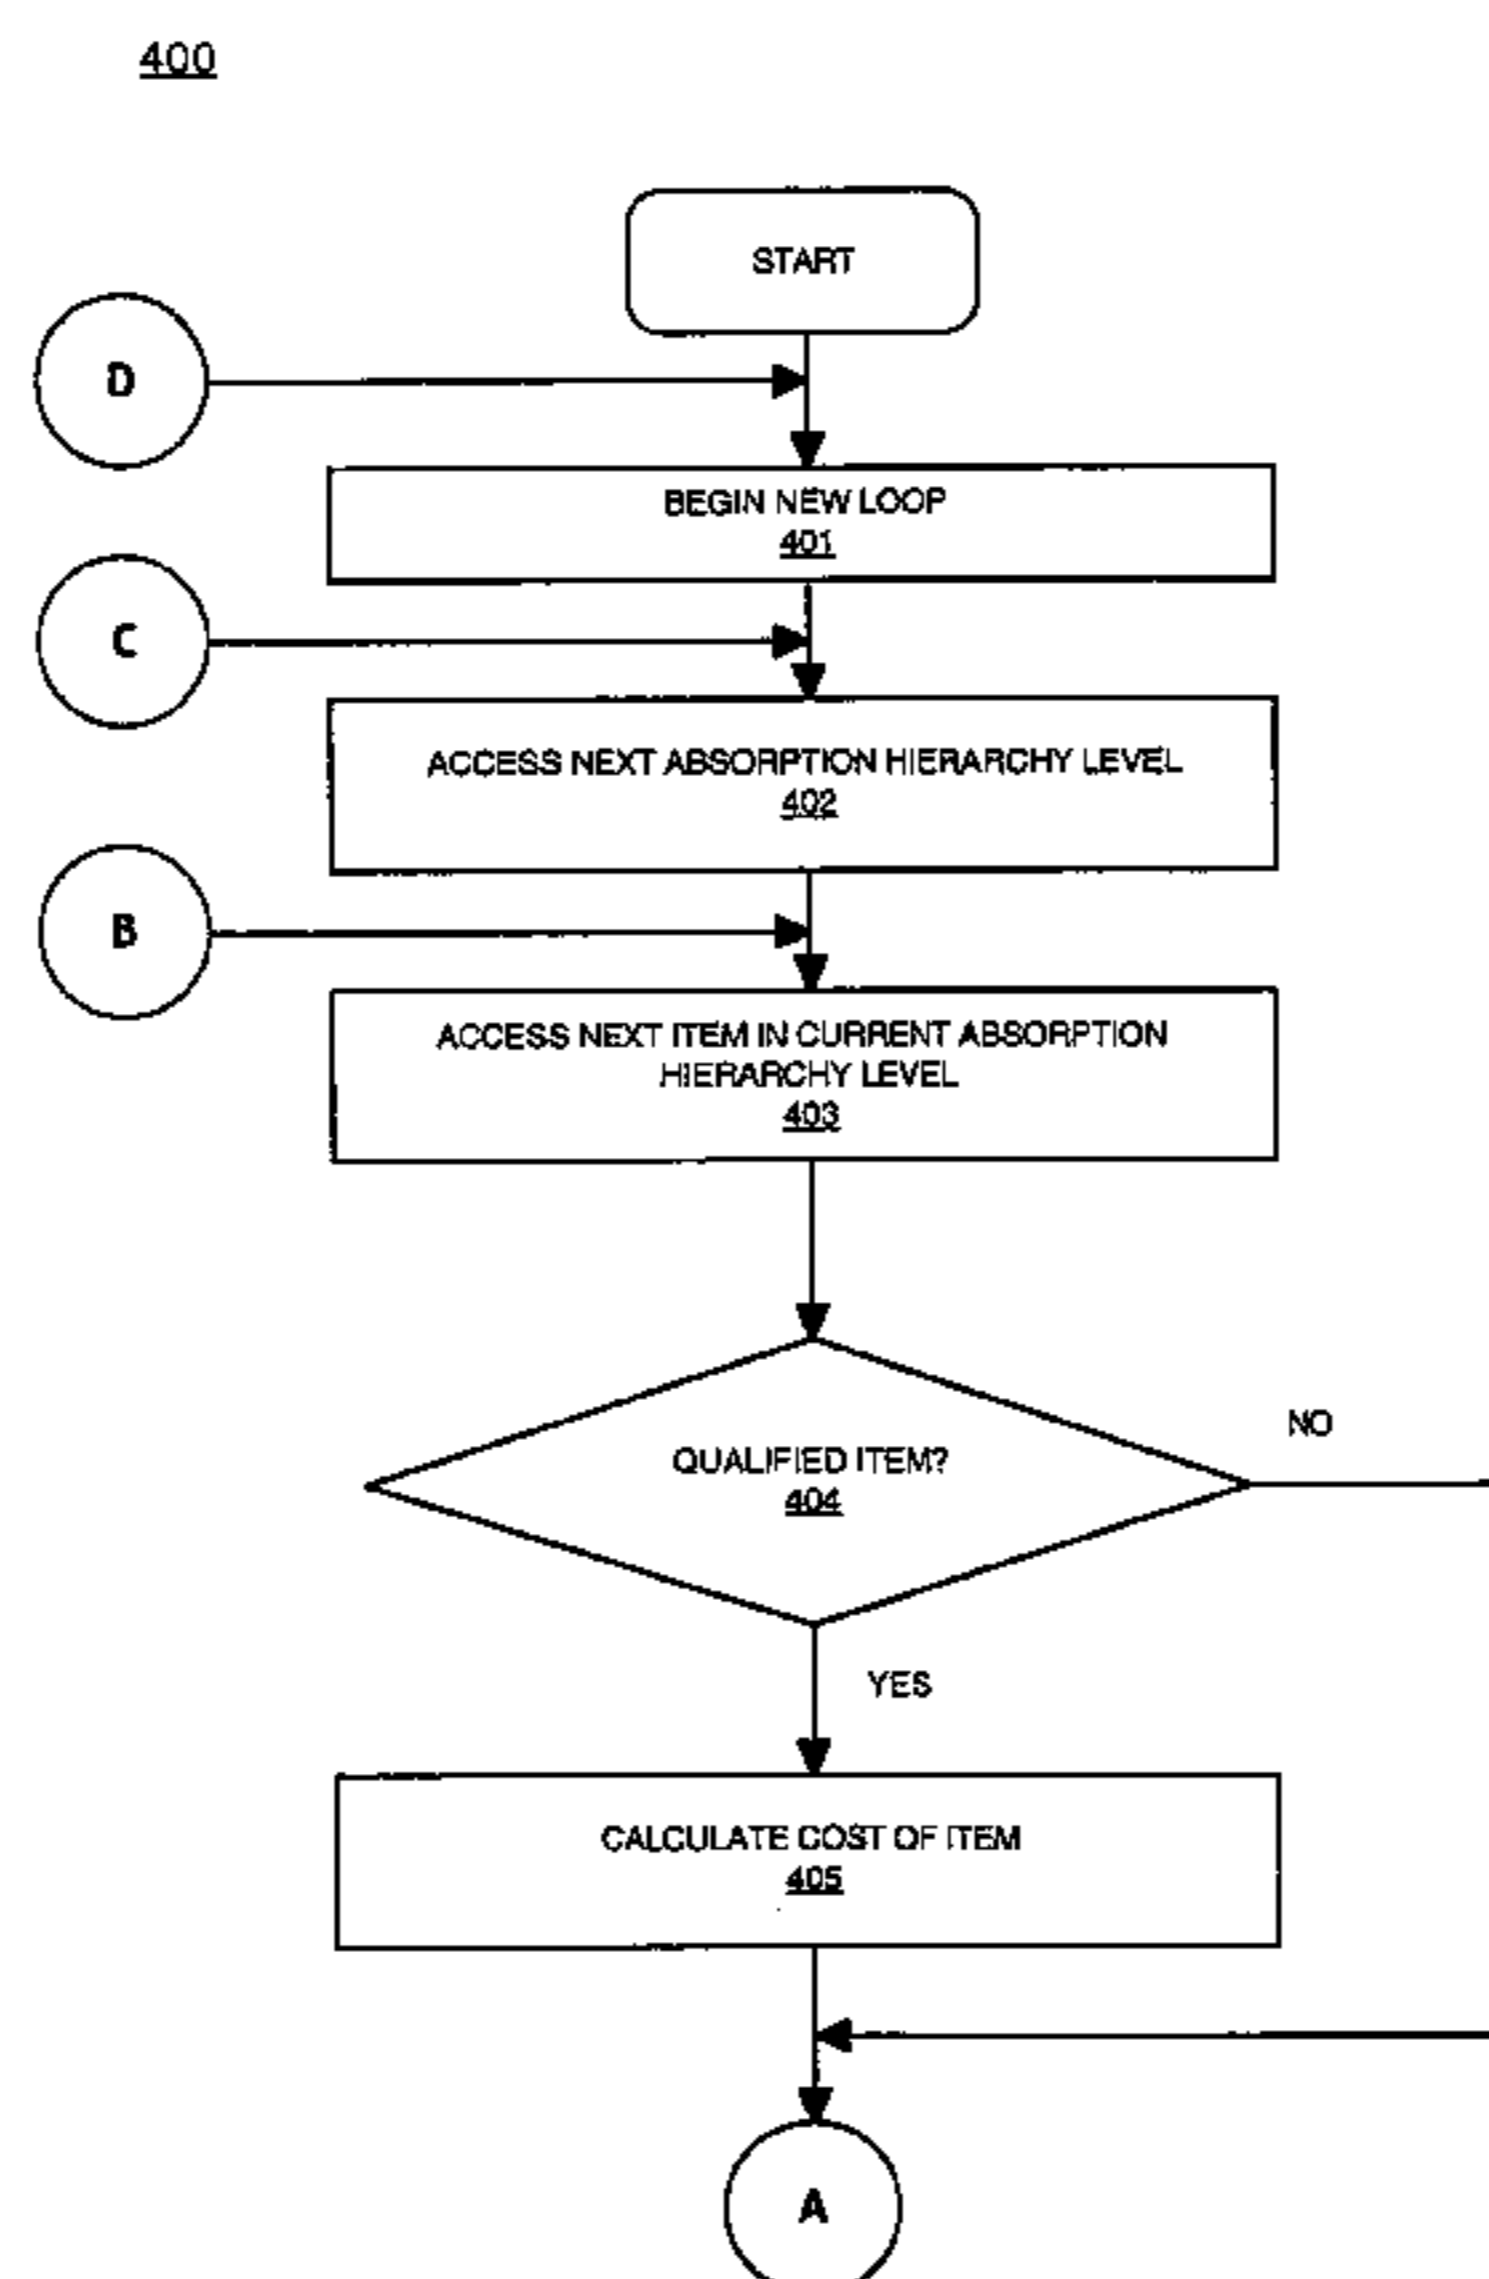 400
START
D
BEGIN NEW LOOP
401
C
ACCESS NEXT ABSORPTION HIERARCHY LEVEL
402
B
ACCESS NEXT ITEM IN CURRENT ABSORPTION
HIERARCHY LEVEL
403
NO
QUALIFIED ITEM?
404
YES
CALCULATE COST OF ITEM
405
A